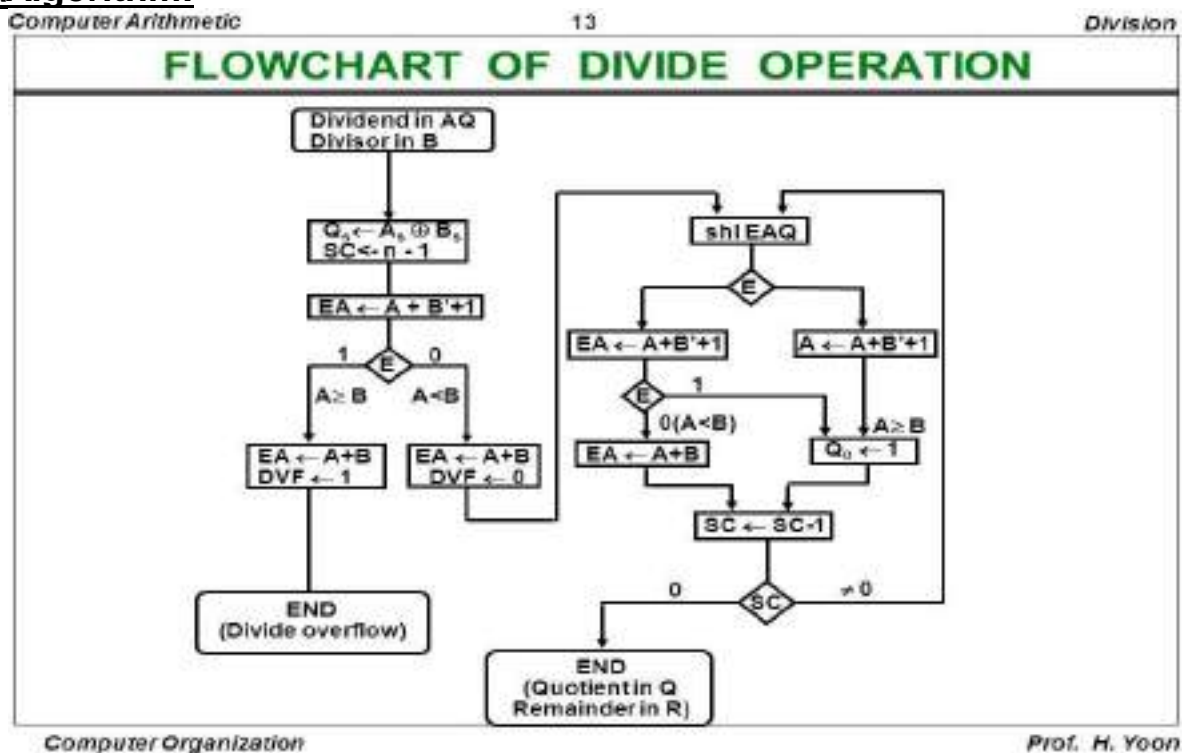 Algorithm
Computer Arithmetic 13 Division
FLOWCHART OF DIVIDE OPERATION
Dividend in AQ
Divisor in B
Qₛ ← Aₛ ⊕ Bₛ
SC <- n - 1
EA ← A + B'+1
E
1 0
A ≥ B A<B
EA ← A+B
DVF ← 1
EA ← A+B
DVF ← 0
END
(Divide overflow)
shl EAQ
E
EA ← A+B'+1
A ← A+B'+1
E
1
0(A<B)
A ≥ B
EA ← A+B
Q₀ ← 1
SC ← SC-1
0 SC ≠ 0
END
(Quotient in Q
Remainder in R)
Computer Organization Prof. H. Yoon